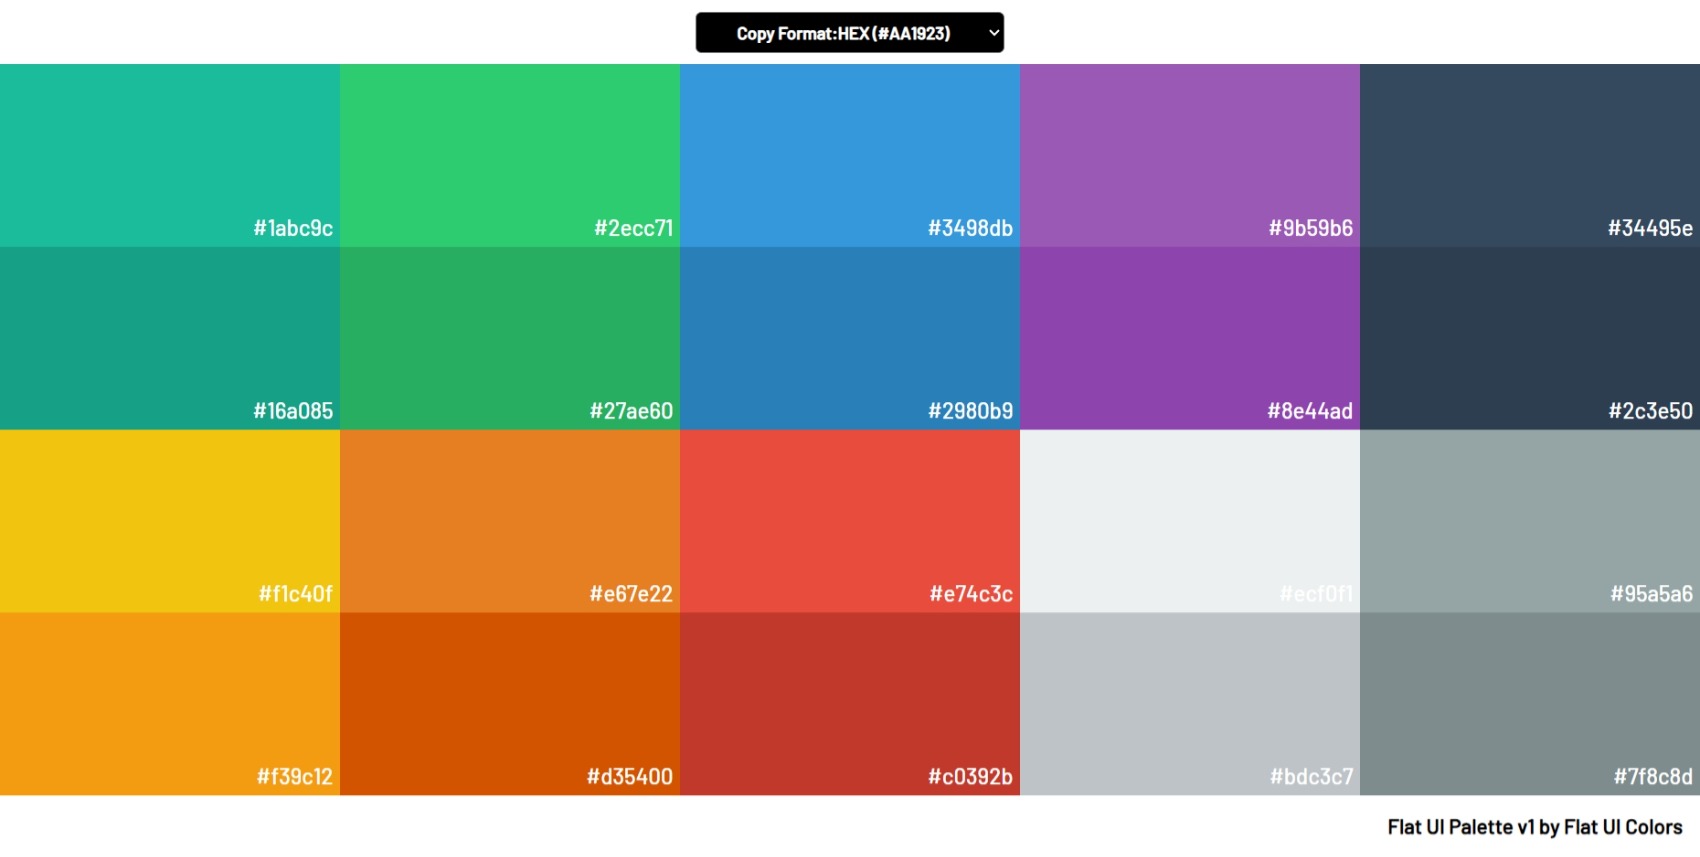 Copy Format:HEX (#AA1923)
#1abc9c #2ecc71 #3498db #9b59b6 #34495e
#16a085 #27ae60 #2980b9 #8e44ad #2c3e50
#f1c40f #e67e22 #e74c3c #ecf0f1 #95a5a6
#f39c12 #d35400 #c0392b #bdc3c7 #7f8c8d
Flat UI Palette v1 by Flat UI Colors